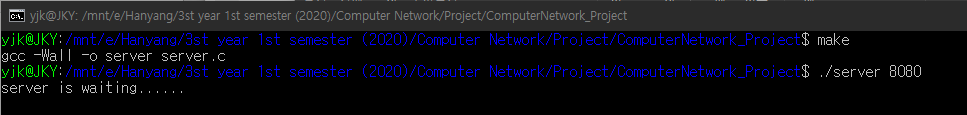 yjk@JKY: /mnt/e/Hanyang/3st year 1st semester (2020)/Computer Network/Project/ComputerNetwork_Project
yjk@JKY:/mnt/e/Hanyang/3st year 1st semester (2020)/Computer Network/Project/ComputerNetwork_Project$ make
gcc -Wall -o server server.c
yjk@JKY:/mnt/e/Hanyang/3st year 1st semester (2020)/Computer Network/Project/ComputerNetwork_Project$ ./server 8080
server is waiting......